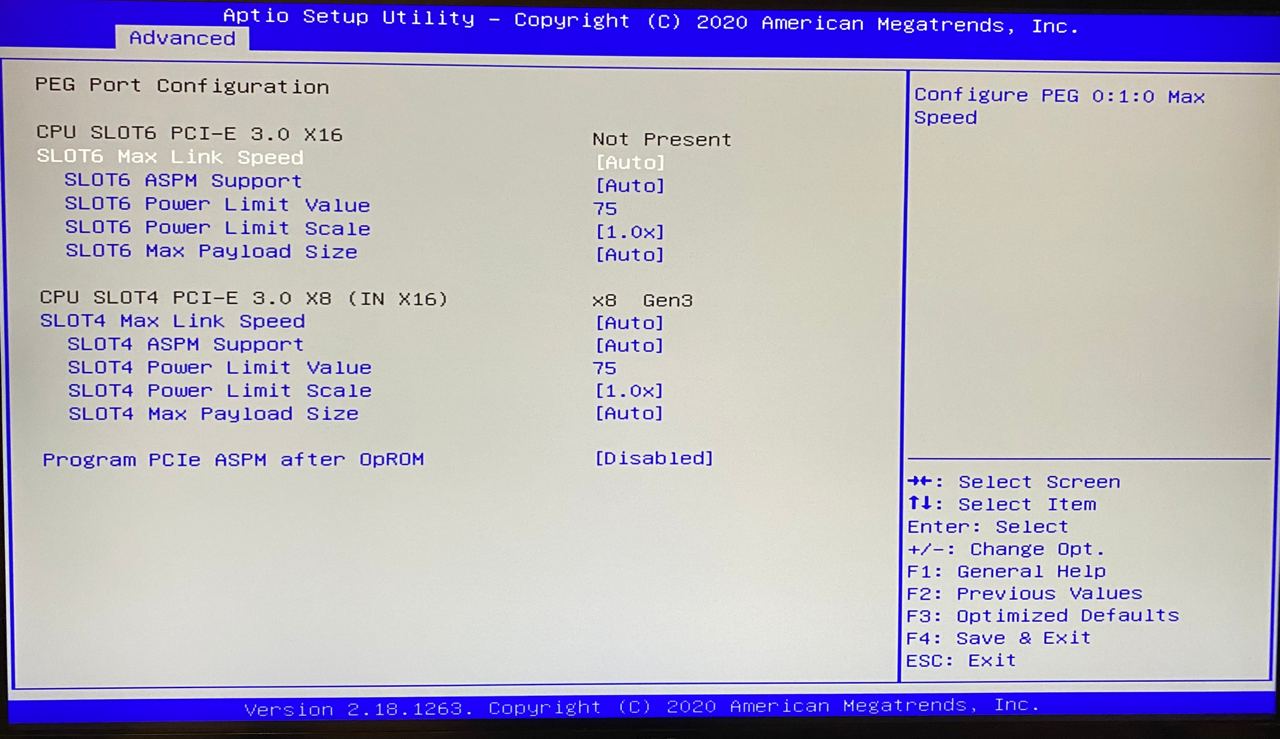 Aptio Setup Utility - Copyright (C) 2020 American Megatrends, Inc.
Advanced
PEG Port Configuration
CPU SLOT6 PCI-E 3.0 X16 Not Present
SLOT6 Max Link Speed [Auto]
SLOT6 ASPM Support [Auto]
SLOT6 Power Limit Value 75
SLOT6 Power Limit Scale [1.0x]
SLOT6 Max Payload Size [Auto]
CPU SLOT4 PCI-E 3.0 X8 (IN X16) x8 Gen3
SLOT4 Max Link Speed [Auto]
SLOT4 ASPM Support [Auto]
SLOT4 Power Limit Value 75
SLOT4 Power Limit Scale [1.0x]
SLOT4 Max Payload Size [Auto]
Program PCIe ASPM after OpROM [Disabled]
Configure PEG 0:1:0 Max
Speed
→←: Select Screen
↑↓: Select Item
Enter: Select
+/-: Change Opt.
F1: General Help
F2: Previous Values
F3: Optimized Defaults
F4: Save & Exit
ESC: Exit
Version 2.18.1263. Copyright (C) 2020 American Megatrends, Inc.